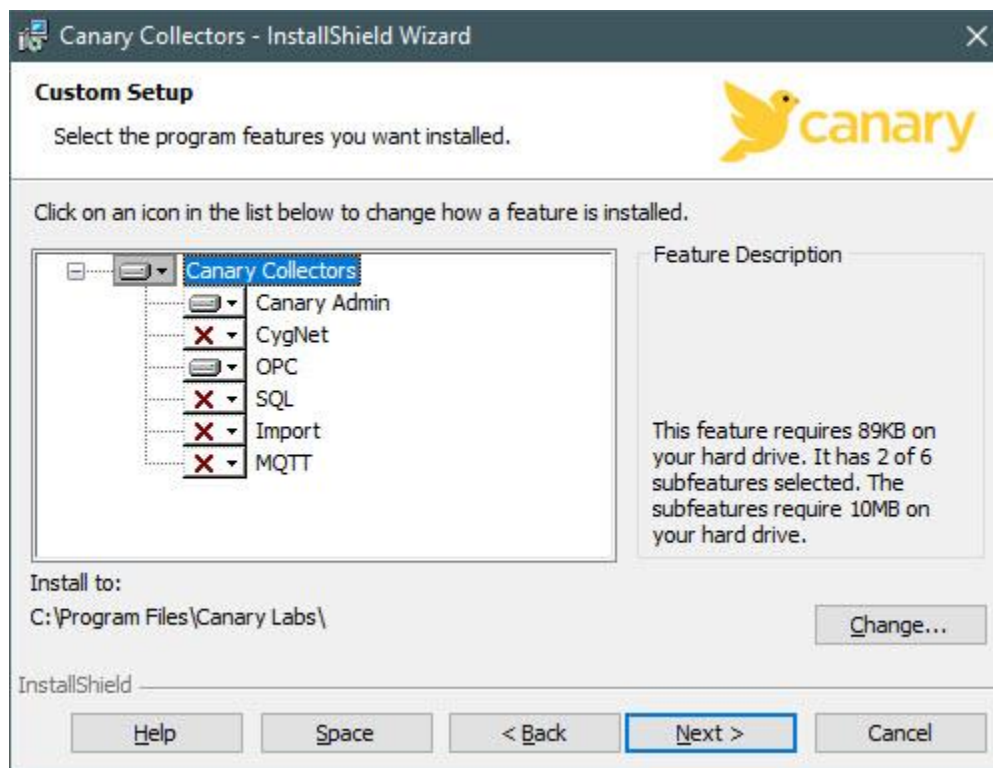 Canary Collectors - InstallShield Wizard
Custom Setup
Select the program features you want installed.
canary
Click on an icon in the list below to change how a feature is installed.
Canary Collectors
Canary Admin
CygNet
OPC
SQL
Import
MQTT
Feature Description
This feature requires 89KB on
your hard drive. It has 2 of 6
subfeatures selected. The
subfeatures require 10MB on
your hard drive.
Install to:
C:\Program Files\Canary Labs\
Change...
InstallShield
Help
Space
< Back
Next >
Cancel